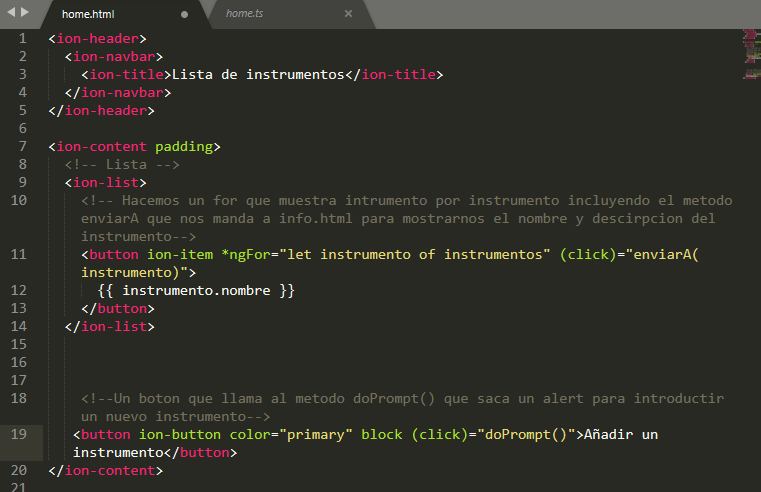 home.html
home.ts
1 <ion-header>
2 <ion-navbar>
3 <ion-title>Lista de instrumentos</ion-title>
4 </ion-navbar>
5 </ion-header>
6
7 <ion-content padding>
8 <!-- Lista -->
9 <ion-list>
10 <!-- Hacemos un for que muestra intrumento por instrumento incluyendo el metodo
enviarA que nos manda a info.html para mostrarnos el nombre y descirpcion del
instrumento-->
11 <button ion-item *ngFor="let instrumento of instrumentos" (click)="enviarA(
instrumento)">
12 {{ instrumento.nombre }}
13 </button>
14 </ion-list>
15
16
17
18 <!--Un boton que llama al metodo doPrompt() que saca un alert para introductir
un nuevo instrumento-->
19 <button ion-button color="primary" block (click)="doPrompt()">Añadir un
instrumento</button>
20 </ion-content>
21